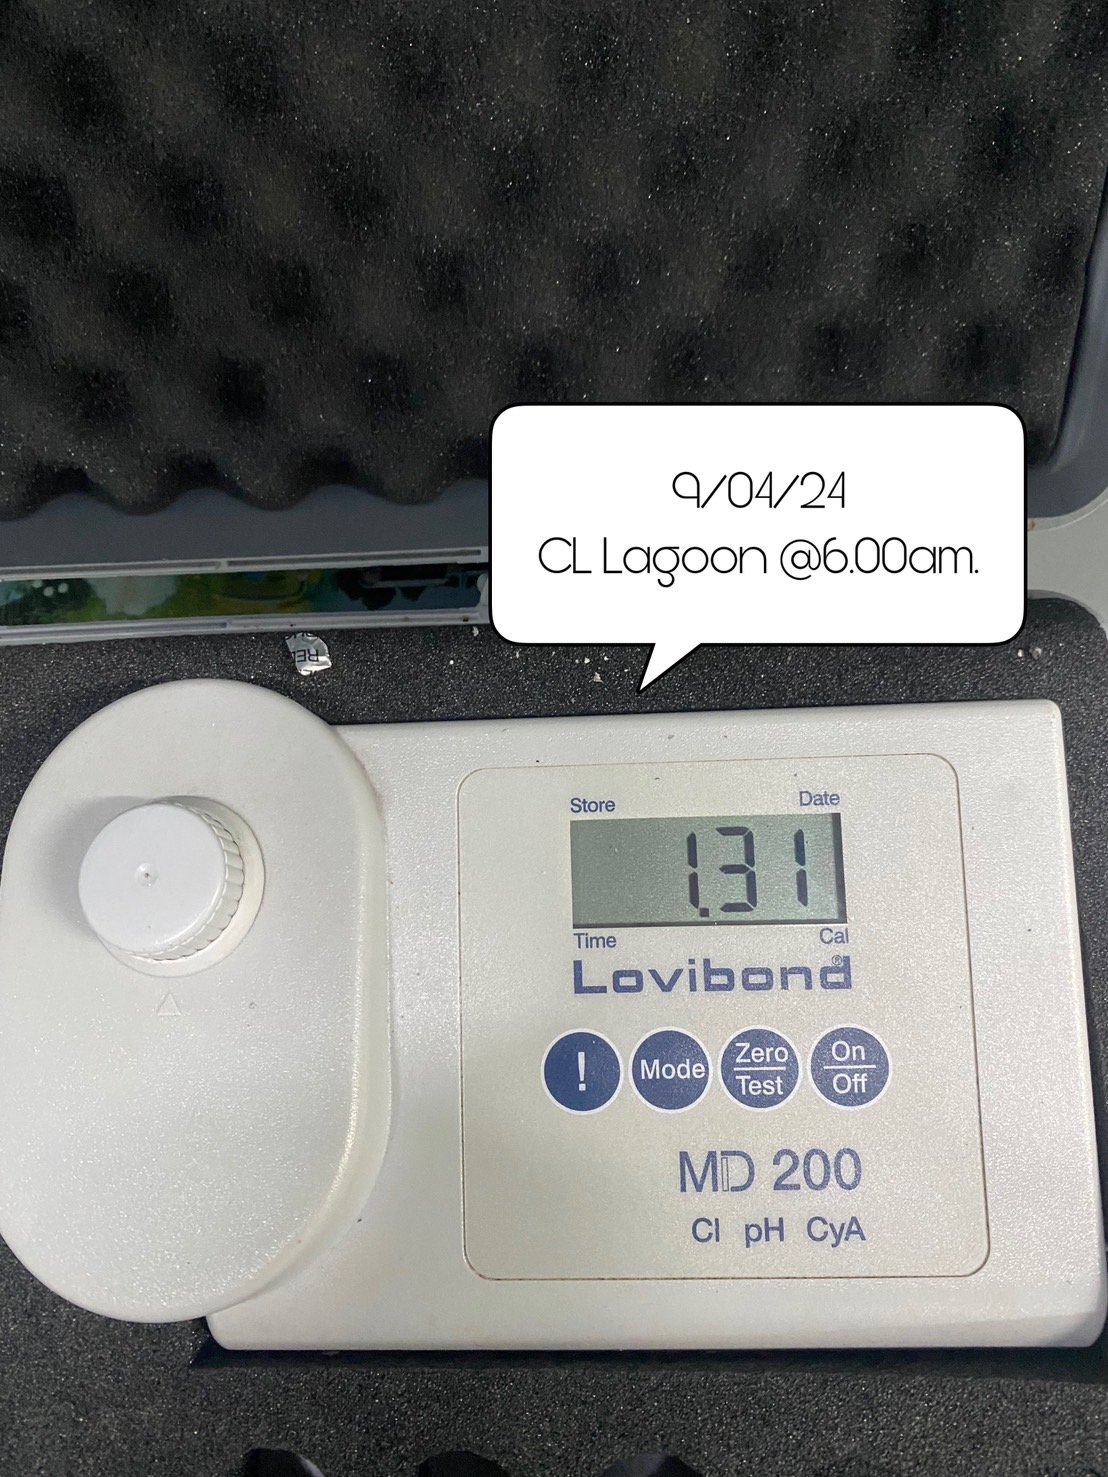 9/04/24
CL Lagoon @6.00am.
Store Date
1.31
Time Cal
Lovibond®
! Mode Zero/Test On/Off
MD 200
Cl pH CyA